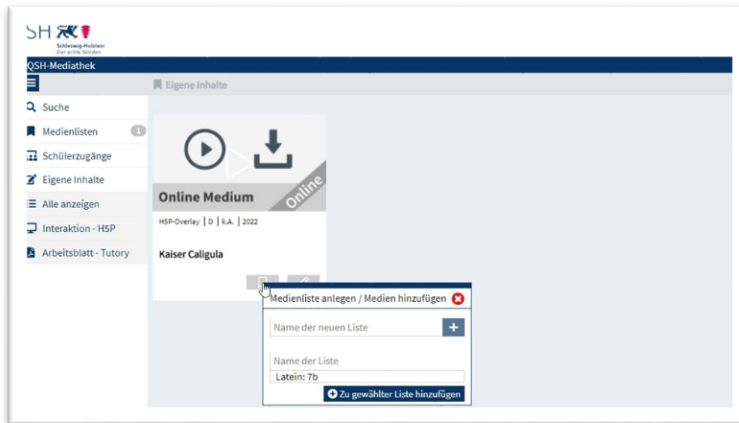 SH
Schleswig-Holstein
Der echte Norden
QSH-Mediathek
Eigene Inhalte
Suche
Medienlisten 1
Schülerzugänge
Eigene Inhalte
Alle anzeigen
Interaktion - H5P
Arbeitsblatt - Tutory
Online Medium
Online
H5P-Overlay | D | k.A. | 2022
Kaiser Caligula
Medienliste anlegen / Medien hinzufügen
Name der neuen Liste
+
Name der Liste
Latein: 7b
Zu gewählter Liste hinzufügen